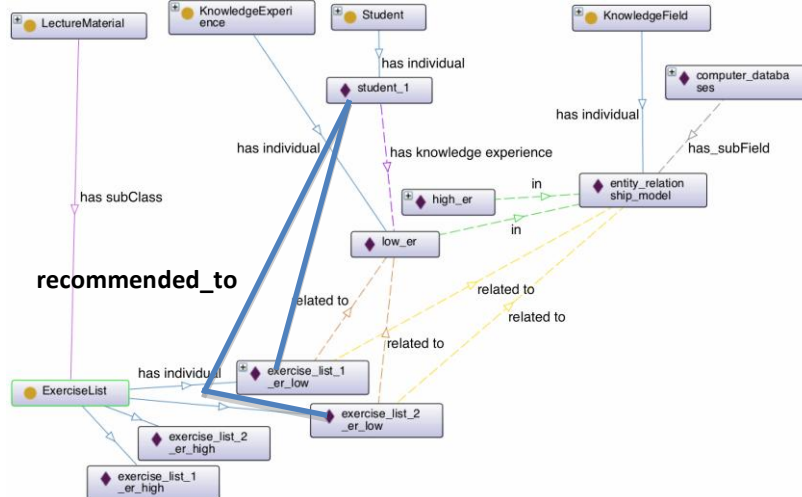 LectureMaterial
KnowledgeExperi
ence
Student
KnowledgeField
has individual
student_1
computer_databa
ses
has individual
has individual
has knowledge experience
has_subField
entity_relation
ship_model
high_er
in
has subClass
in
low_er
recommended_to
related to
related to
related to
related to
has individual
exercise_list_1
_er_low
ExerciseList
exercise_list_2
_er_low
exercise_list_2
_er_high
exercise_list_1
_er_high